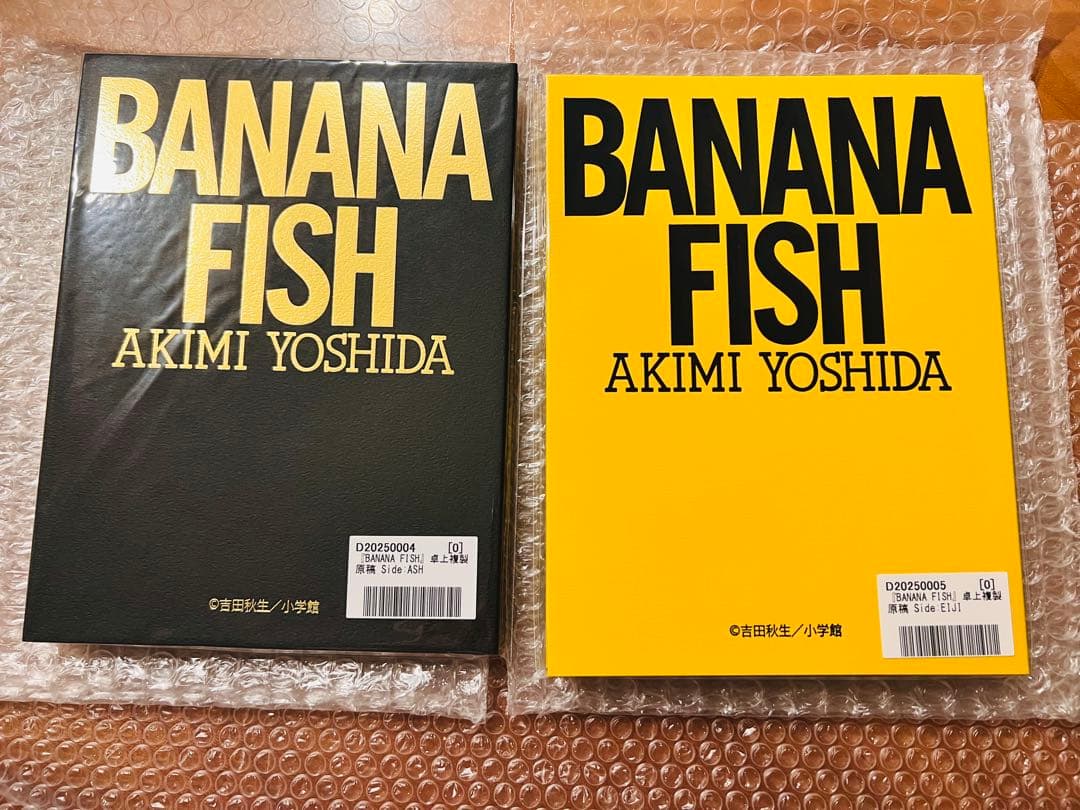 BANANA
FISH
AKIMI YOSHIDA
D20250004 [0]
『BANANA FISH』 卓上複製
原稿 Side:ASH
©吉田秋生／小学館
BANANA
FISH
AKIMI YOSHIDA
D20250005 [0]
『BANANA FISH』 卓上複製
原稿 Side:EIJI
©吉田秋生／小学館